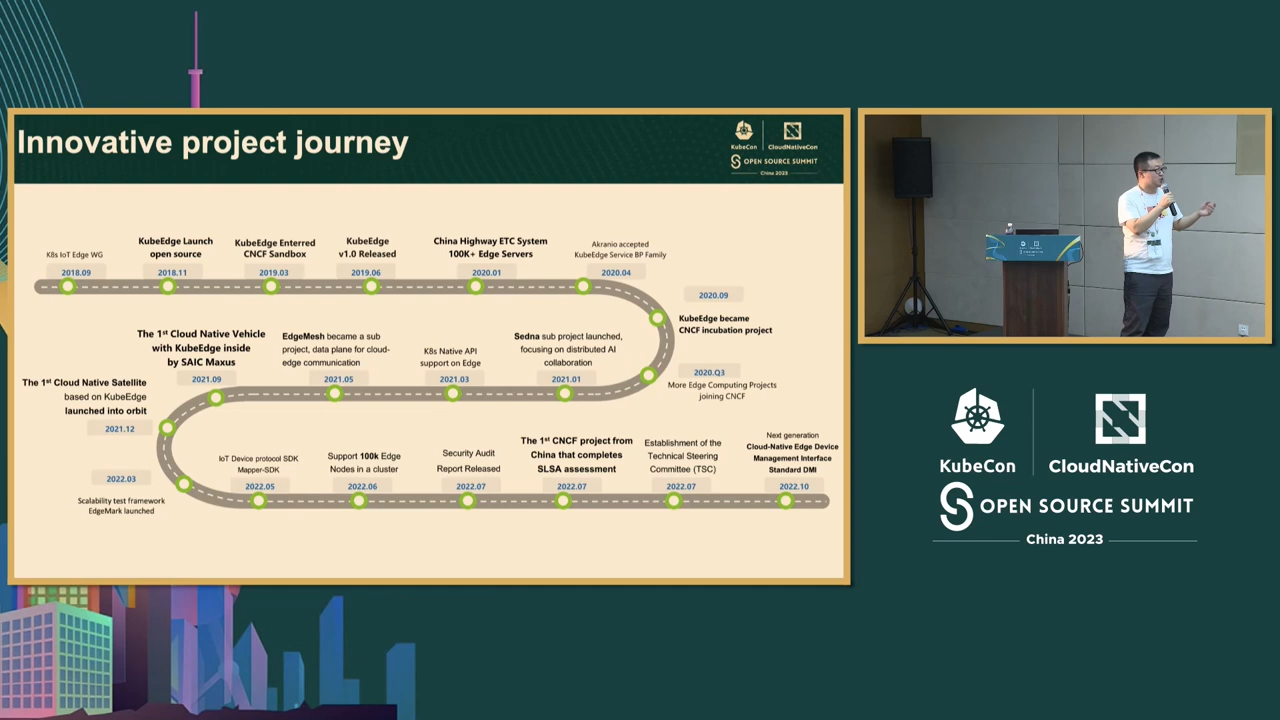 Innovative project journey
KubeCon
CloudNativeCon
OPEN SOURCE SUMMIT
China 2023
K8s IoT Edge WG
2018.09
KubeEdge Launch
open source
2018.11
KubeEdge Enterred
CNCF Sandbox
2019.03
KubeEdge
v1.0 Released
2019.06
China Highway ETC System
100K+ Edge Servers
2020.01
Akranio accepted
KubeEdge Service BP Family
2020.04
2020.09
KubeEdge became
CNCF incubation project
2020.Q3
More Edge Computing Projects
joining CNCF
Sedna sub project launched,
focusing on distributed AI
collaboration
2021.01
K8s Native API
support on Edge
2021.03
EdgeMesh became a sub
project, data plane for cloud-
edge communication
2021.05
The 1st Cloud Native Vehicle
with KubeEdge inside
by SAIC Maxus
2021.09
The 1st Cloud Native Satellite
based on KubeEdge
launched into orbit
2021.12
2022.03
Scalability test framework
EdgeMark launched
IoT Device protocol SDK
Mapper-SDK
2022.05
Support 100k Edge
Nodes in a cluster
2022.06
Security Audit
Report Released
2022.07
The 1st CNCF project from
China that completes
SLSA assessment
2022.07
Establishment of the
Technical Steering
Committee (TSC)
2022.07
Next generation
Cloud-Native Edge Device
Management Interface
Standard DMI
2022.10
KubeCon
CloudNativeCon
OPEN SOURCE SUMMIT
China 2023